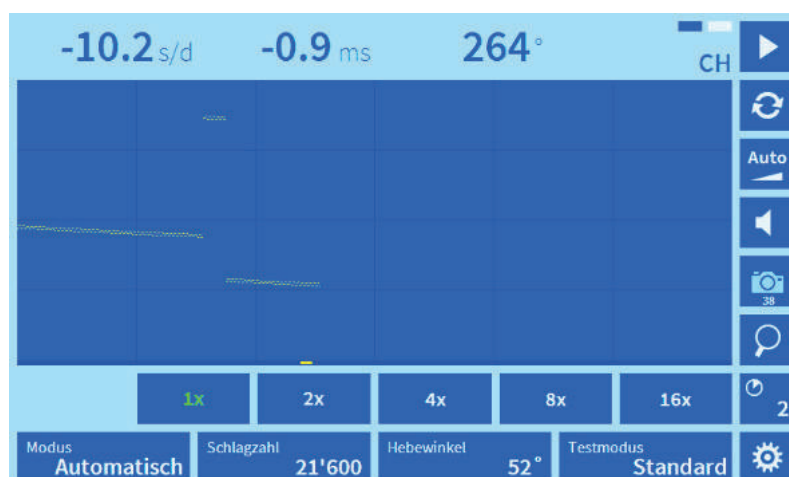 -10.2 s/d -0.9 ms 264°
CH
Auto
38
1x 2x 4x 8x 16x
2
Modus Schlagzahl Hebewinkel Testmodus
Automatisch 21'600 52° Standard